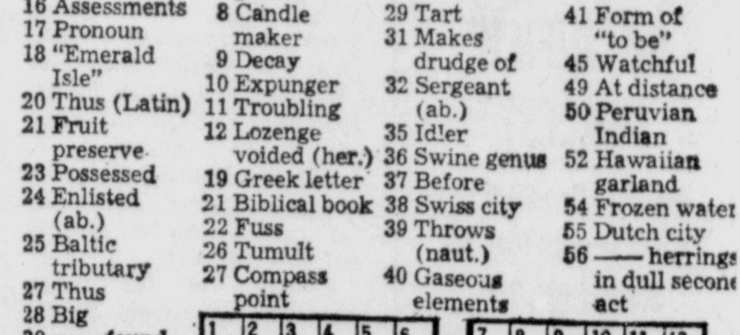 16 Assessments
17 Pronoun
18 "Emerald
Isle"
20 Thus (Latin)
21 Fruit
preserve
23 Possessed
24 Enlisted
(ab.)
25 Baltic
tributary
27 Thus
28 Big
8 Candle
maker
9 Decay
10 Expunger
11 Troubling
12 Lozenge
voided (her.)
19 Greek letter
21 Biblical book
22 Fuss
26 Tumult
27 Compass
point
29 Tart
31 Makes
drudge of
32 Sergeant
(ab.)
35 Idler
36 Swine genus
37 Before
38 Swiss city
39 Throws
(naut.)
40 Gaseous
elements
41 Form of
"to be"
45 Watchful
49 At distance
50 Peruvian
Indian
52 Hawaiian
garland
54 Frozen water
55 Dutch city
56 —— herrings
in dull second
act
1 2 3 4 5 6 7 8 9 10 11 12